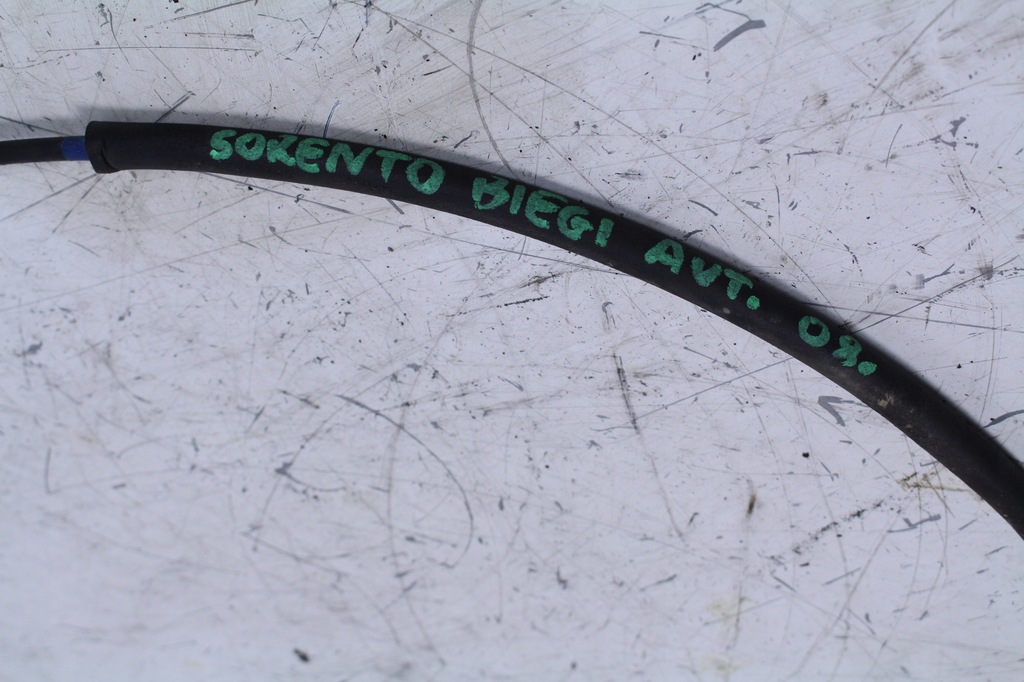 SORENTO BIEGI AVT. 08.